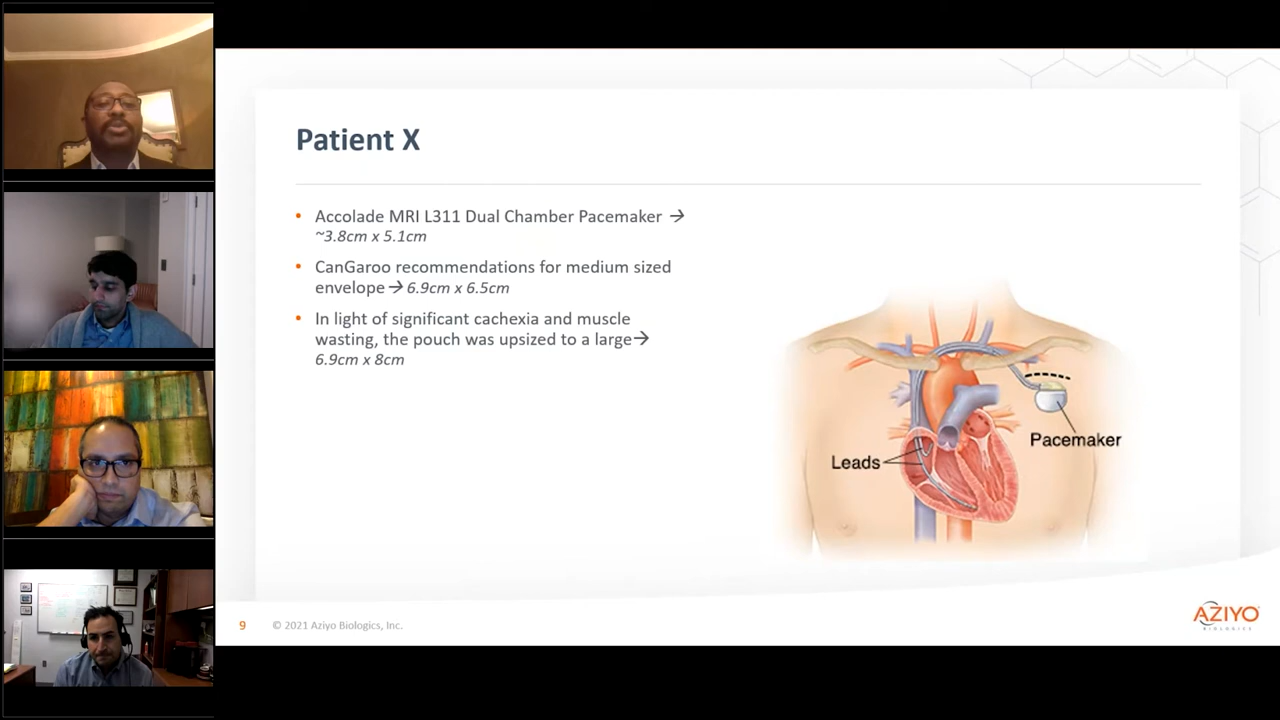 Patient X
• Accolade MRI L311 Dual Chamber Pacemaker →
~3.8cm x 5.1cm
• CanGaroo recommendations for medium sized
envelope→ 6.9cm x 6.5cm
• In light of significant cachexia and muscle
wasting, the pouch was upsized to a large→
6.9cm x 8cm
Pacemaker
Leads
9
© 2021 Aziyo Biologics, Inc.
AZIYO
BIOLOGICS